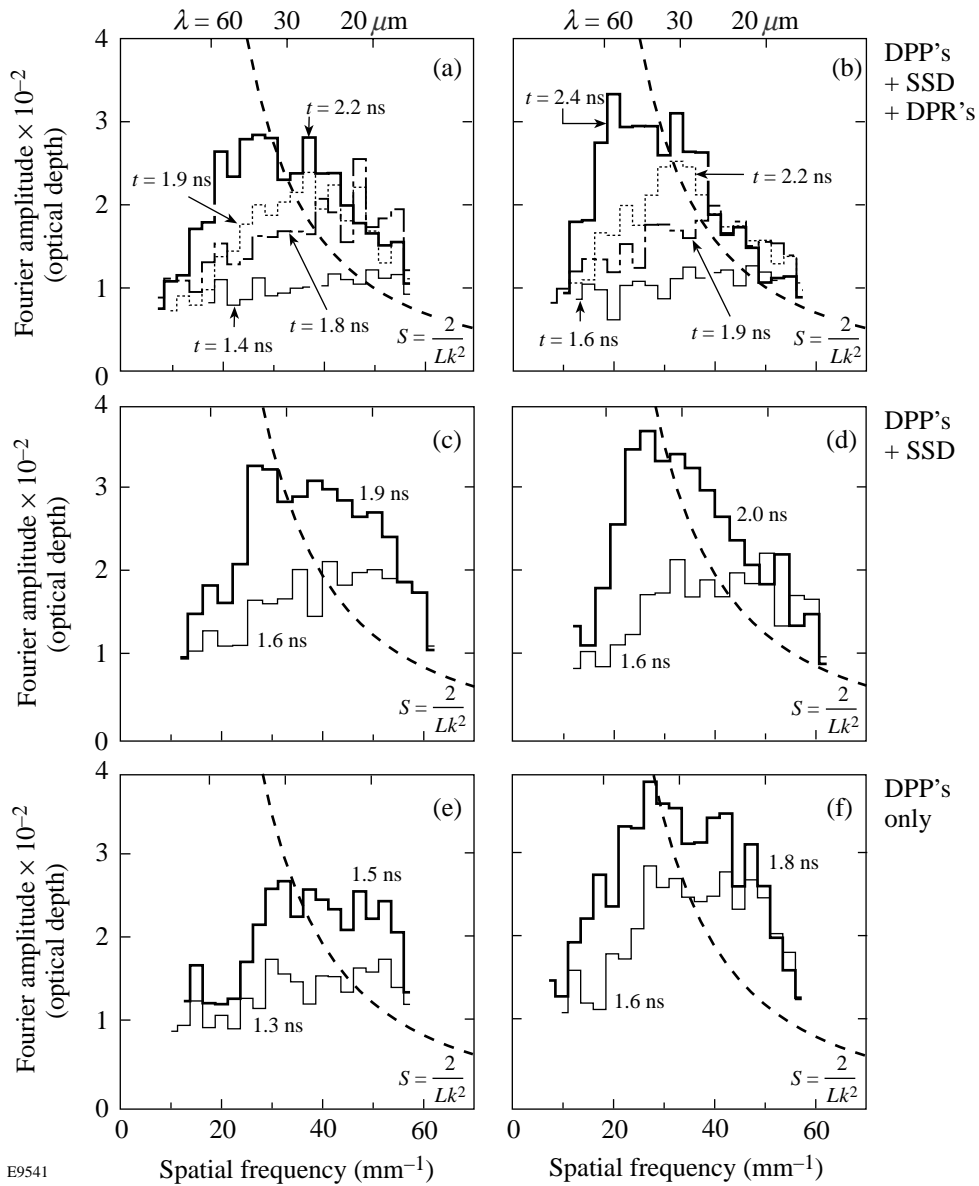 λ = 60 30 20 μm
λ = 60 30 20 μm
4
3
2
1
0
Fourier amplitude × 10⁻²
(optical depth)
(a)
t = 2.2 ns
t = 1.9 ns
t = 1.8 ns
t = 1.4 ns
S = 2/Lk²
(b)
t = 2.4 ns
t = 2.2 ns
t = 1.9 ns
t = 1.6 ns
S = 2/Lk²
DPP's
+ SSD
+ DPR's
4
3
2
1
0
Fourier amplitude × 10⁻²
(optical depth)
(c)
1.9 ns
1.6 ns
S = 2/Lk²
(d)
2.0 ns
1.6 ns
S = 2/Lk²
DPP's
+ SSD
4
3
2
1
0
Fourier amplitude × 10⁻²
(optical depth)
(e)
1.5 ns
1.3 ns
S = 2/Lk²
(f)
1.8 ns
1.6 ns
S = 2/Lk²
DPP's
only
0 20 40 60
0 20 40 60
Spatial frequency (mm⁻¹)
Spatial frequency (mm⁻¹)
E9541